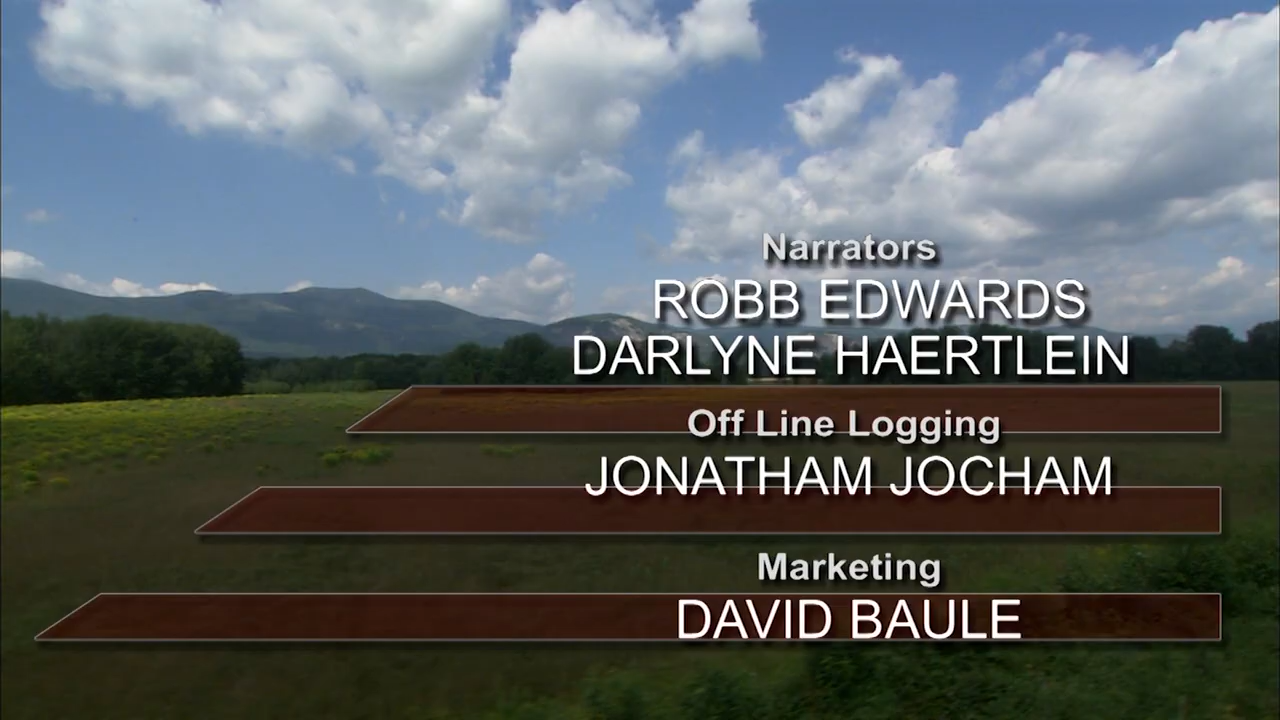 Narrators
ROBB EDWARDS
DARLYNE HAERTLEIN
Off Line Logging
JONATHAM JOCHAM
Marketing
DAVID BAULE